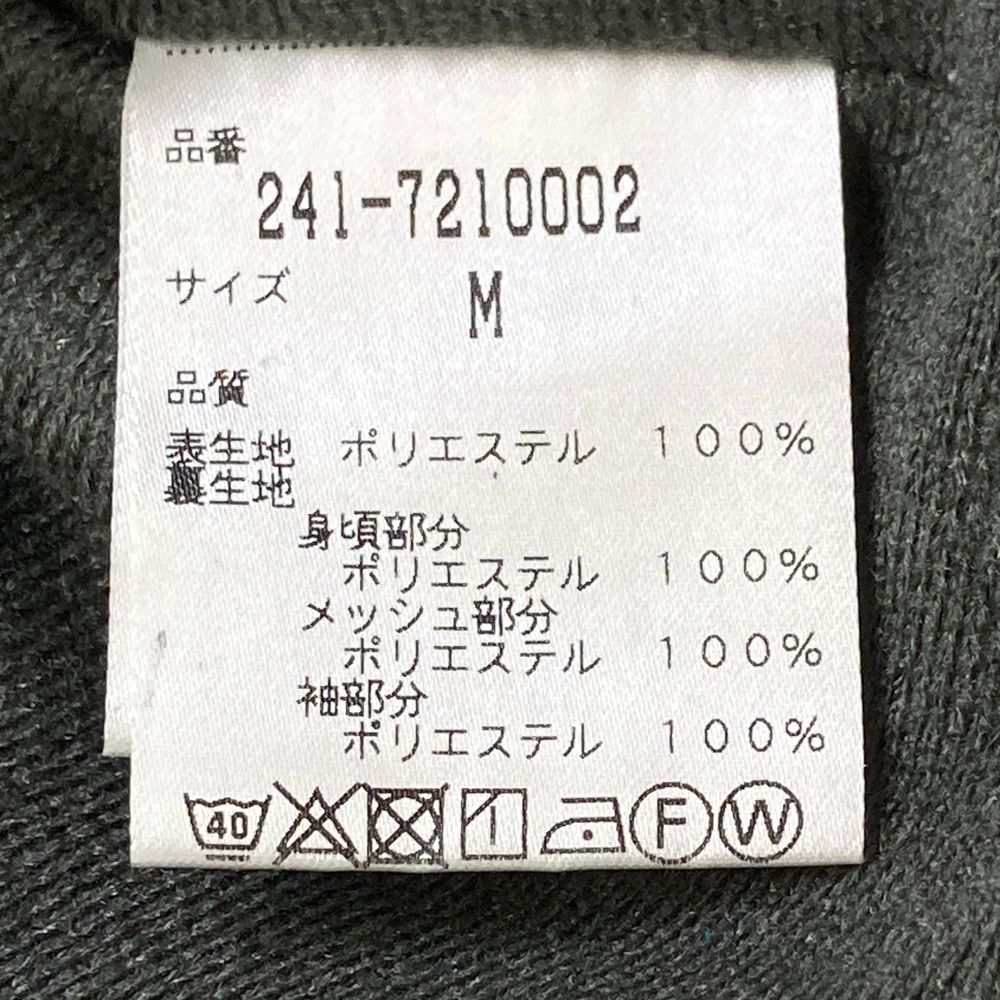 品番
241-7210002
サイズ
M
品質
表生地 ポリエステル 100%
裏生地
身頃部分
ポリエステル 100%
メッシュ部分
ポリエステル 100%
袖部分
ポリエステル 100%
40 F W